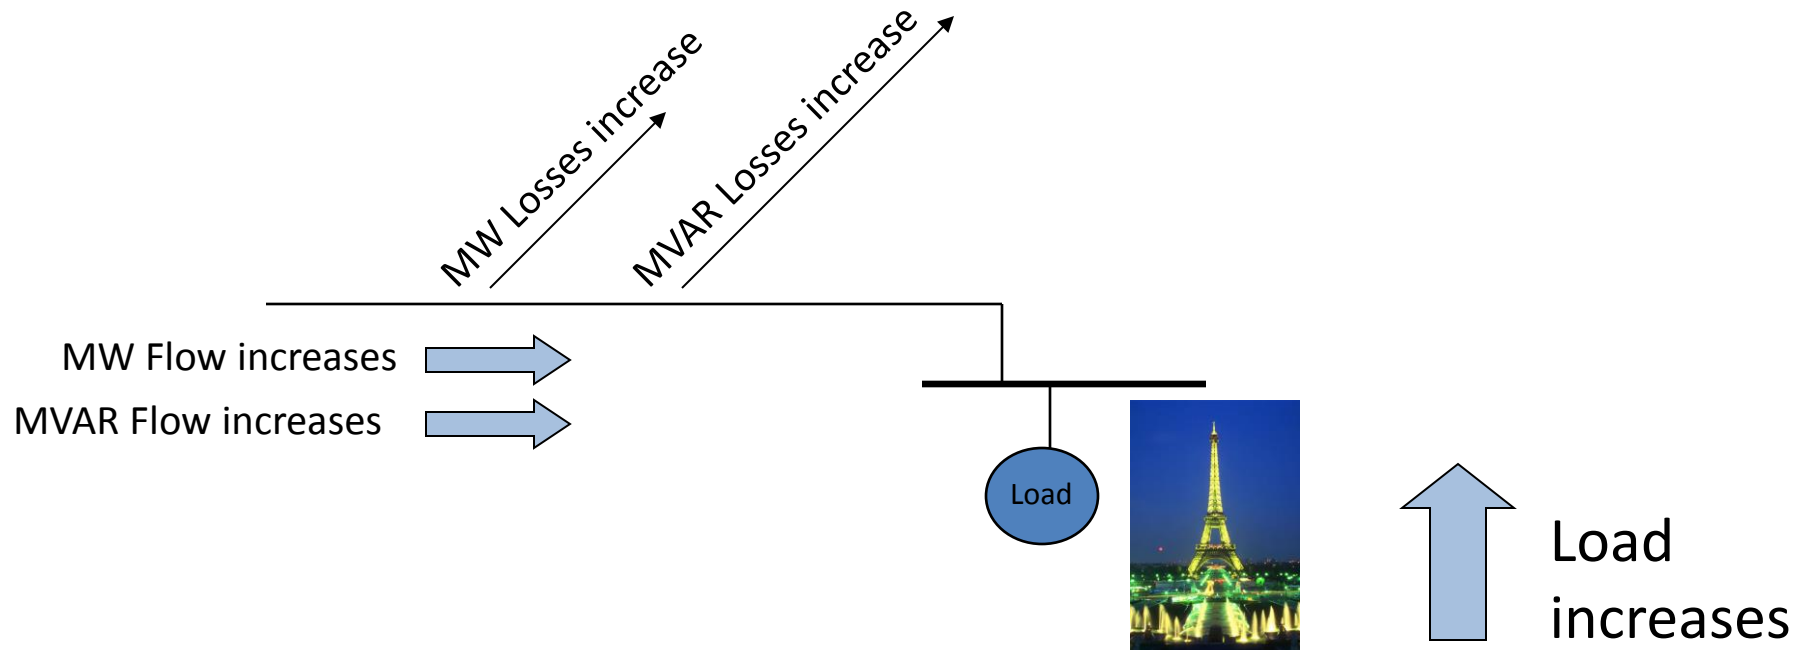 MW Losses increase
MVAR Losses increase
MW Flow increases
MVAR Flow increases
Load
Load
increases